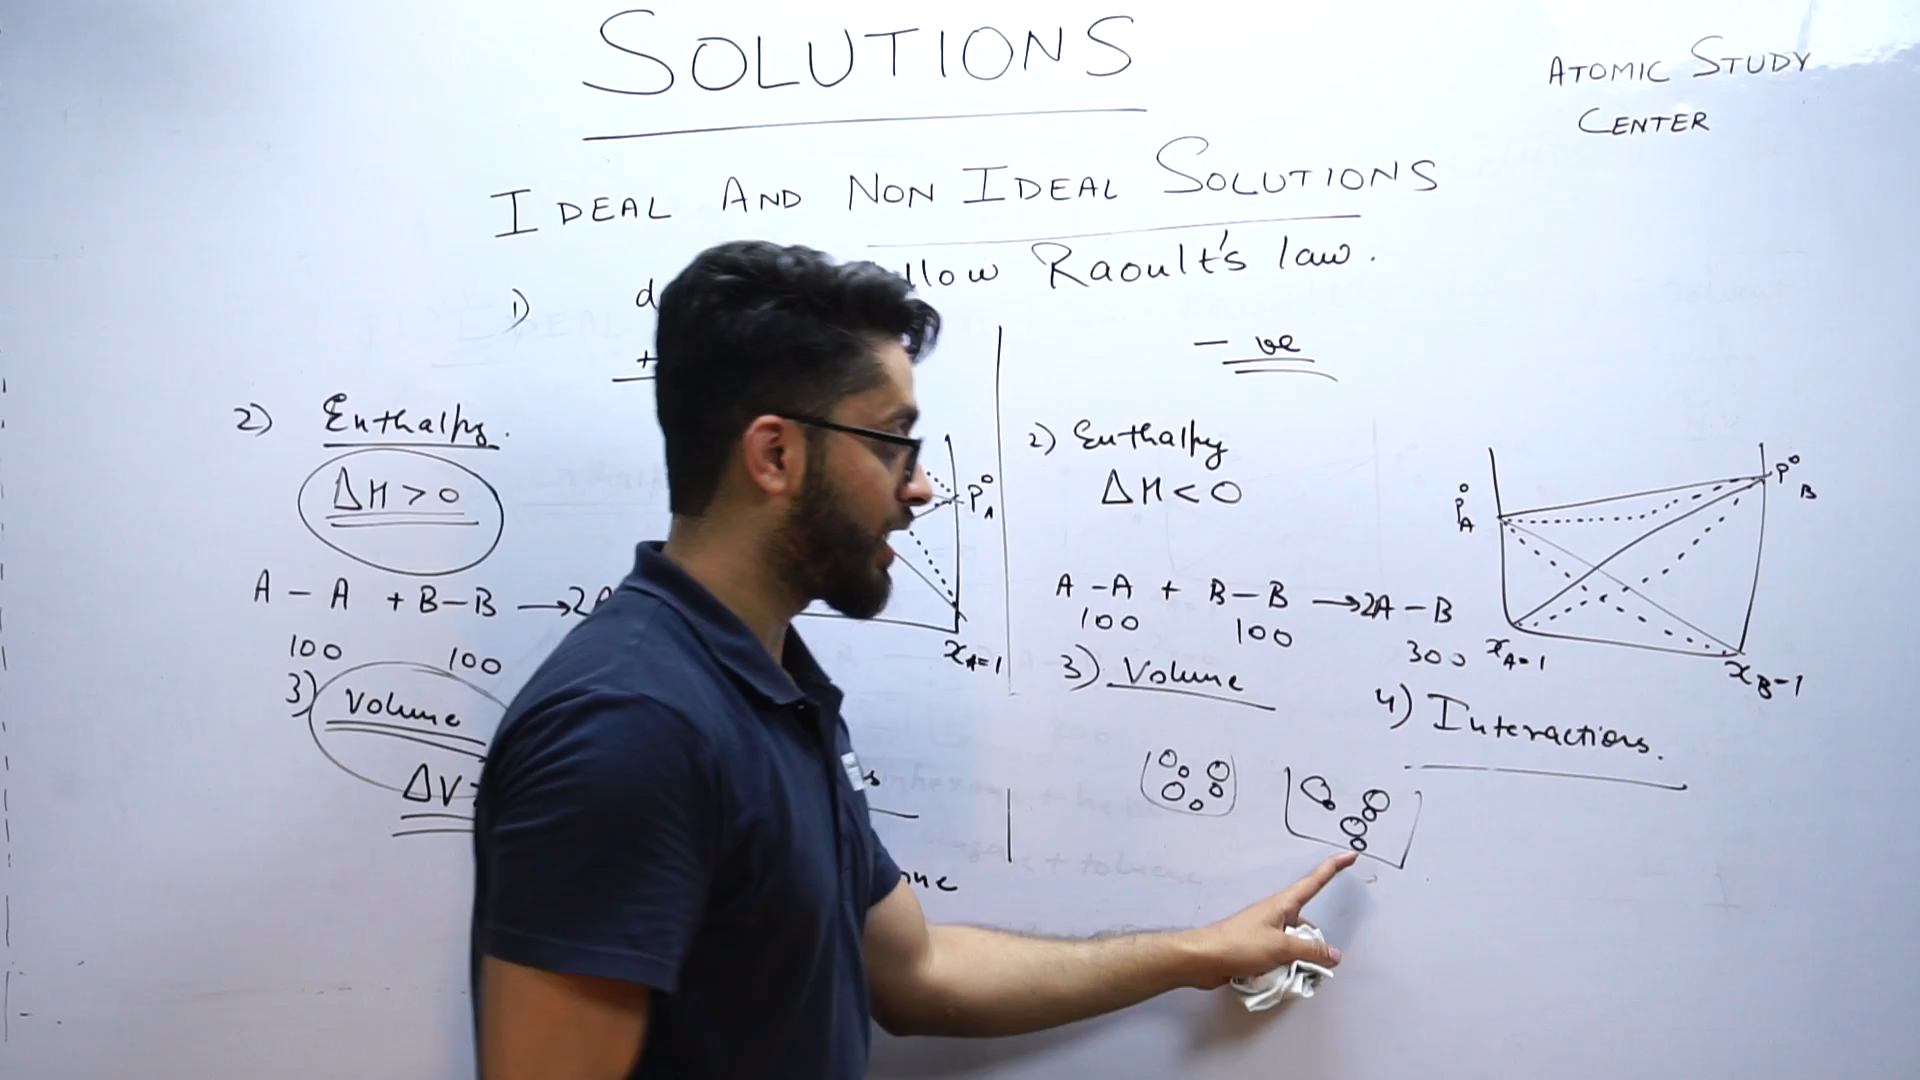 SOLUTIONS
ATOMIC STUDY
CENTER
IDEAL AND NON IDEAL SOLUTIONS
1) Raoult's law.
- ve
2) Enthalpy.
ΔH > 0
A - A + B - B → 2A
100 100
3) Volume
ΔV
P°A
xA=1
2) Enthalpy
ΔH < 0
A - A + B - B → 2A - B
100 100 300
3) Volume
P°A
P°B
xA=1
xB=1
4) Interactions.